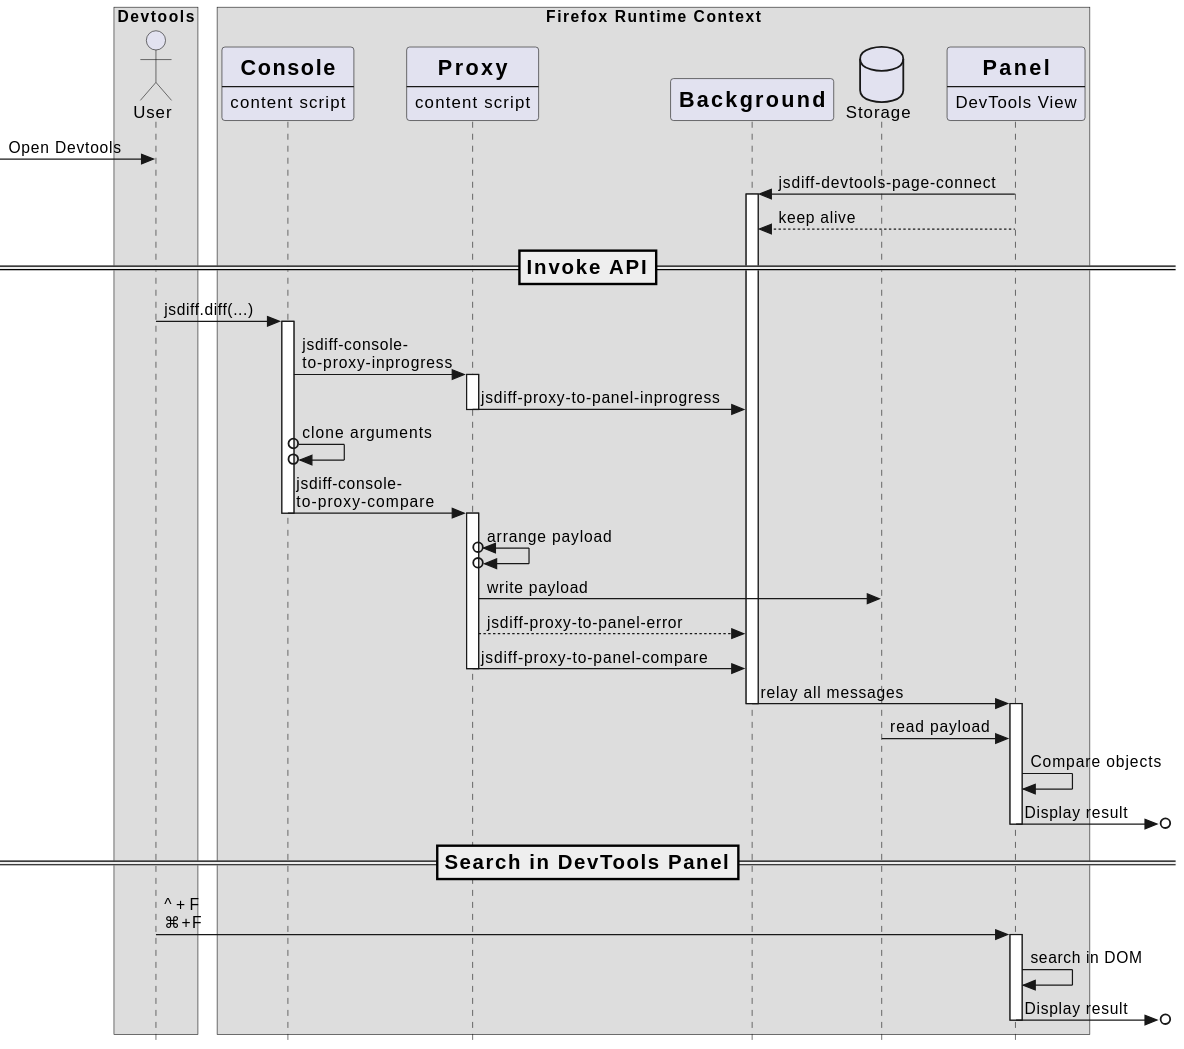 Devtools
Firefox Runtime Context
User
Console
content script
Proxy
content script
Background
Storage
Panel
DevTools View
Open Devtools
jsdiff-devtools-page-connect
keep alive
Invoke API
jsdiff.diff(...)
jsdiff-console-
to-proxy-inprogress
jsdiff-proxy-to-panel-inprogress
clone arguments
jsdiff-console-
to-proxy-compare
arrange payload
write payload
jsdiff-proxy-to-panel-error
jsdiff-proxy-to-panel-compare
relay all messages
read payload
Compare objects
Display result
Search in DevTools Panel
^ + F
⌘+F
search in DOM
Display result